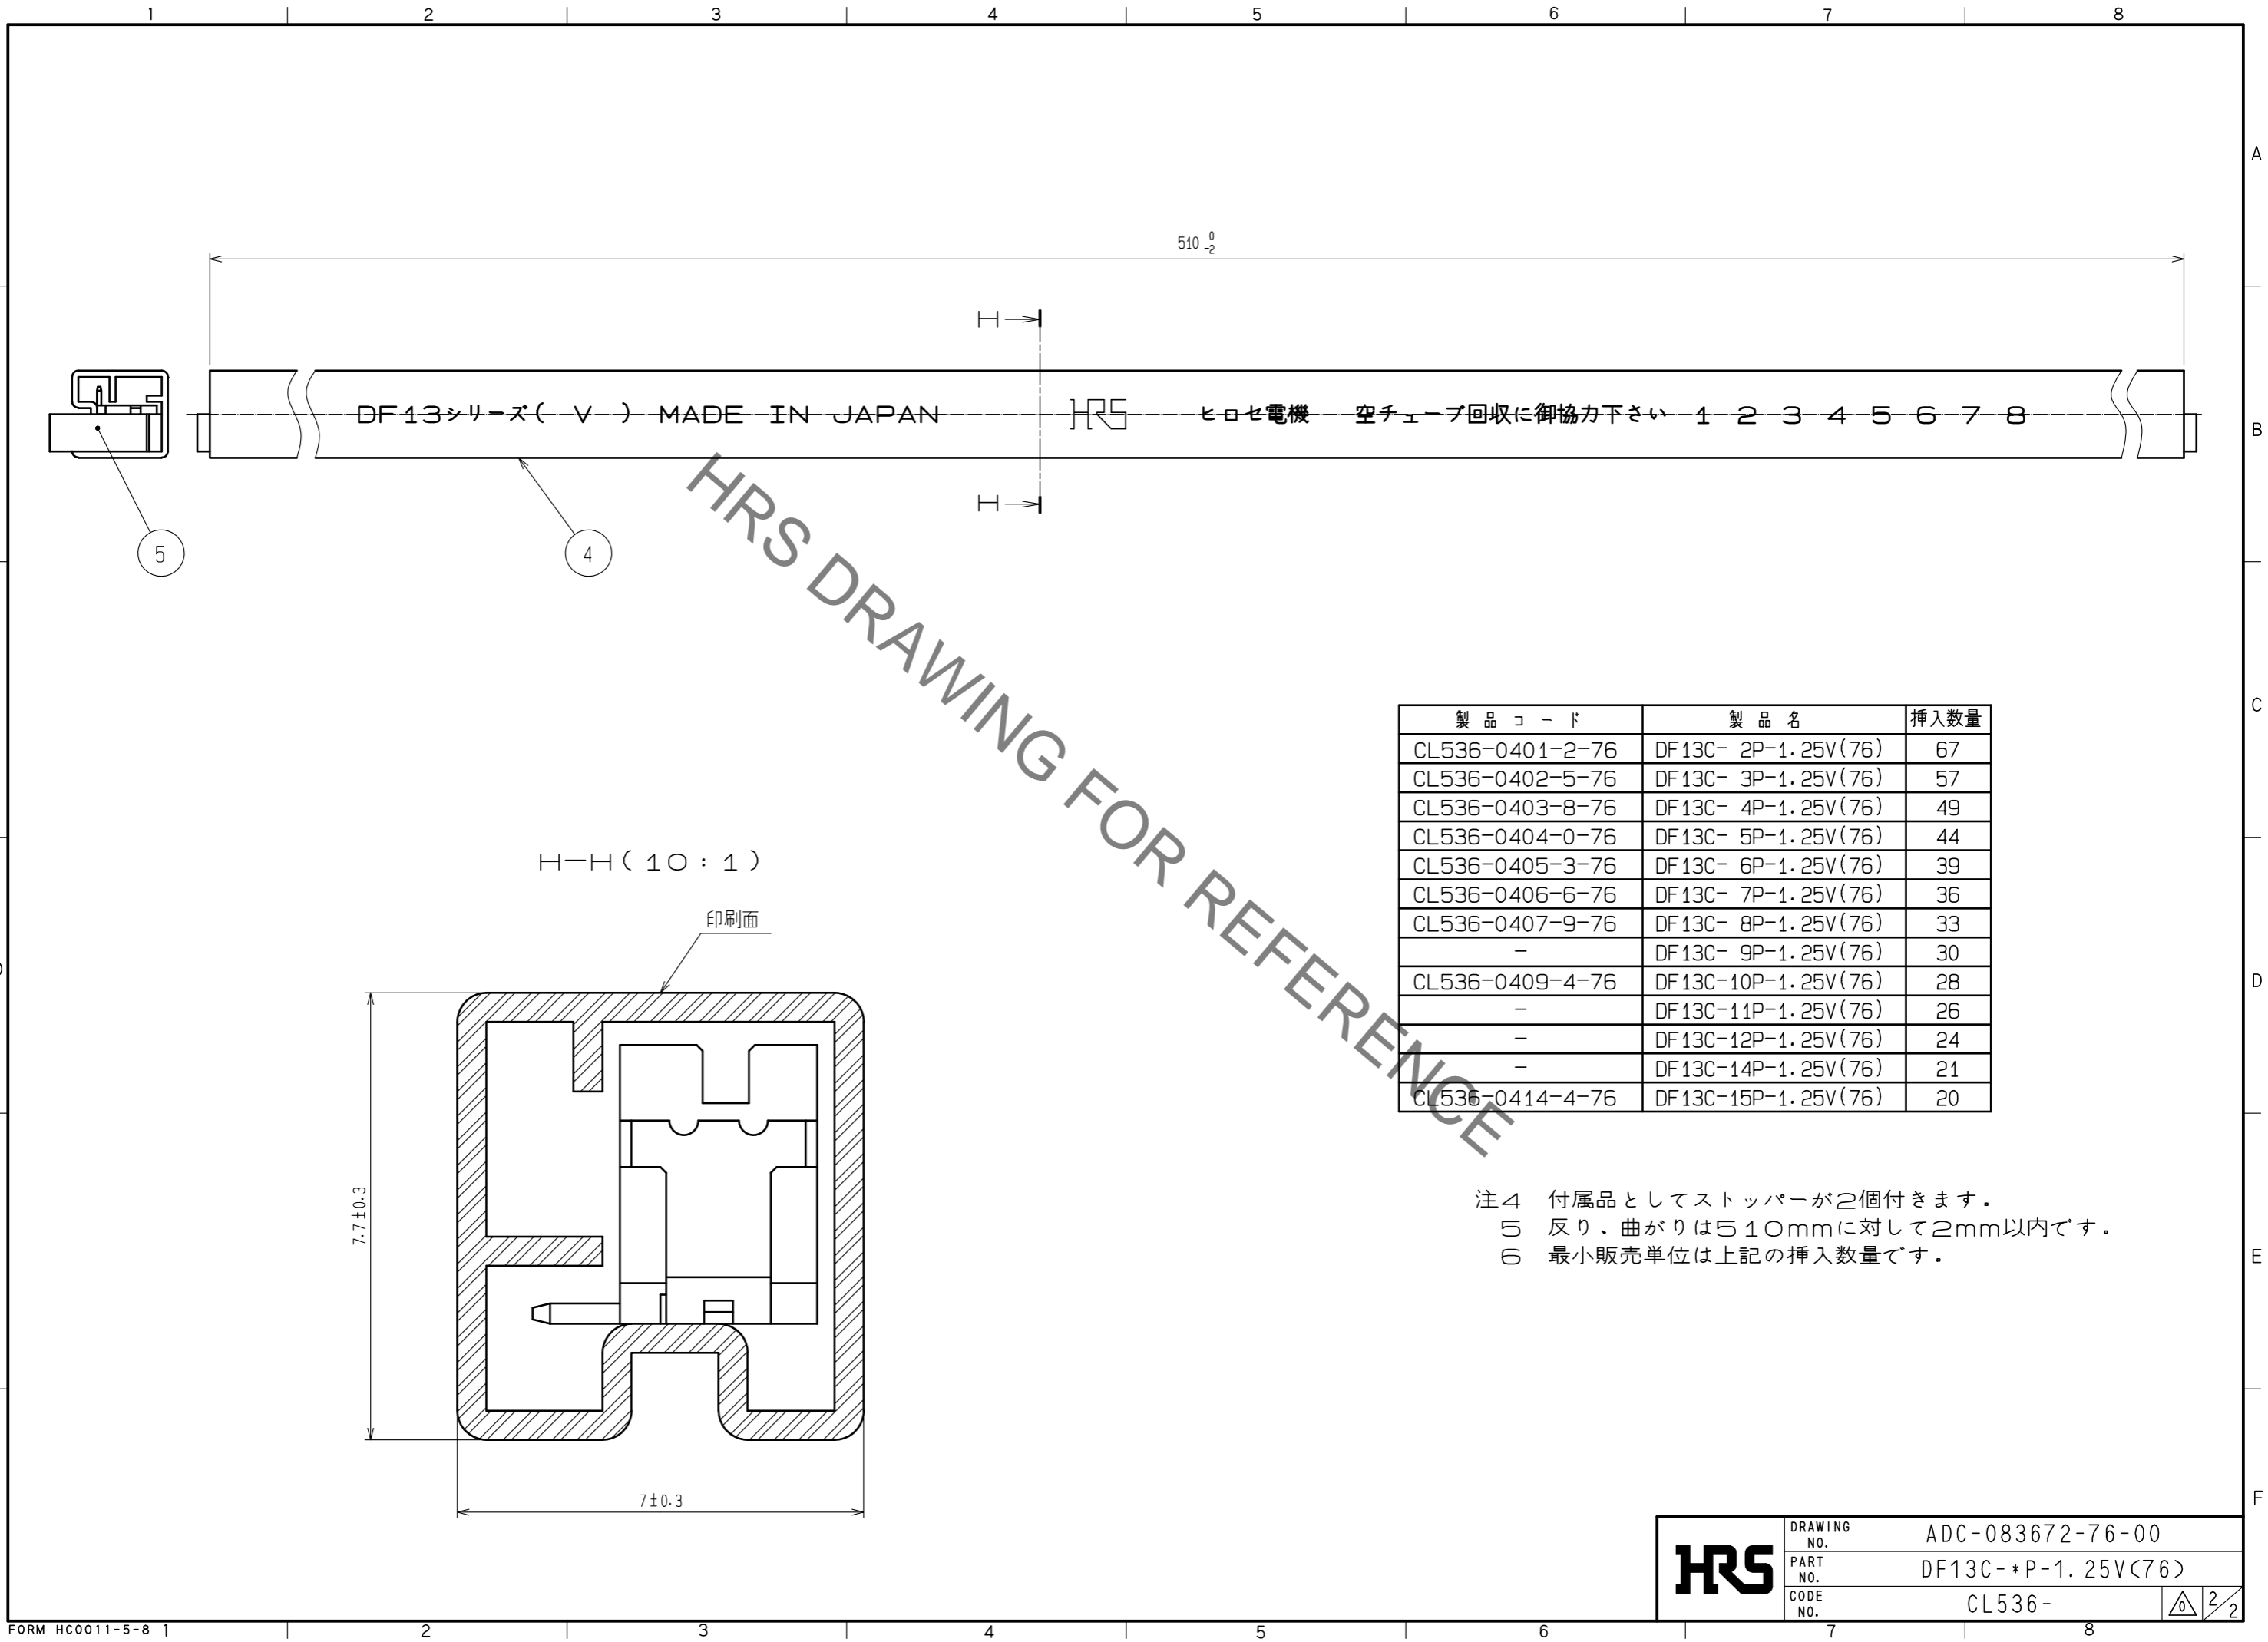 1 2 3 4 5 6 7 8
A
510 0 -2
H
DF13シリーズ( V ) MADE IN JAPAN HRS ヒロセ電機 空チューブ回収に御協力下さい 1 2 3 4 5 6 7 8
B
H
5 4
HRS DRAWING FOR REFERENCE
C
製品コード 製品名 挿入数量
CL536-0401-2-76 DF13C- 2P-1.25V(76) 67
CL536-0402-5-76 DF13C- 3P-1.25V(76) 57
CL536-0403-8-76 DF13C- 4P-1.25V(76) 49
CL536-0404-0-76 DF13C- 5P-1.25V(76) 44
CL536-0405-3-76 DF13C- 6P-1.25V(76) 39
CL536-0406-6-76 DF13C- 7P-1.25V(76) 36
CL536-0407-9-76 DF13C- 8P-1.25V(76) 33
- DF13C- 9P-1.25V(76) 30
CL536-0409-4-76 DF13C-10P-1.25V(76) 28
- DF13C-11P-1.25V(76) 26
- DF13C-12P-1.25V(76) 24
- DF13C-14P-1.25V(76) 21
CL536-0414-4-76 DF13C-15P-1.25V(76) 20
H-H(10:1)
印刷面
D
7.7±0.3
7±0.3
注4 付属品としてストッパーが2個付きます。
5 反り、曲がりは510mmに対して2mm以内です。
6 最小販売単位は上記の挿入数量です。
E
F
HRS
DRAWING NO. ADC-083672-76-00
PART NO. DF13C-*P-1.25V(76)
CODE NO. CL536- 0 2/2
FORM HC0011-5-8 1 2 3 4 5 6 7 8